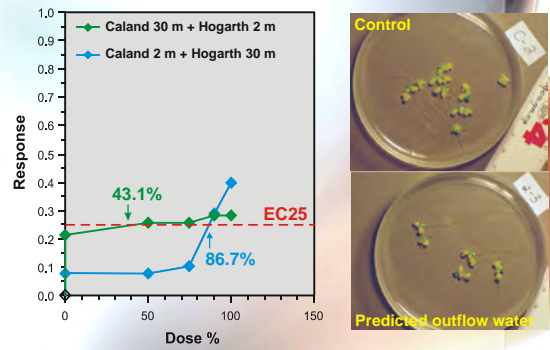 1.0
0.9
0.8
0.7
0.6
0.5
0.4
0.3
0.2
0.1
0.0
Response
Caland 30 m + Hogarth 2 m
Caland 2 m + Hogarth 30 m
43.1%
EC25
86.7%
0
50
100
150
Dose %
Control
C-2
Predicted outflow water